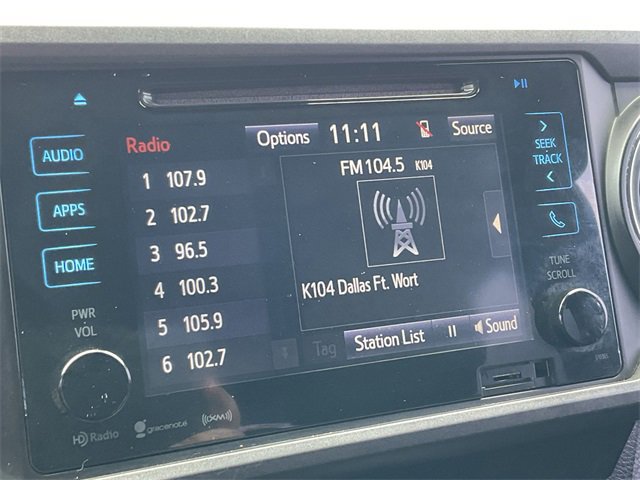 AUDIO
APPS
HOME
PWR
VOL
Radio
Options
11:11
Source
FM 104.5 K104
1 107.9
2 102.7
3 96.5
4 100.3
5 105.9
6 102.7
K104 Dallas Ft. Wort
Tag
Station List
Sound
SEEK
TRACK
TUNE
SCROLL
HD Radio
gracenote
((XM))